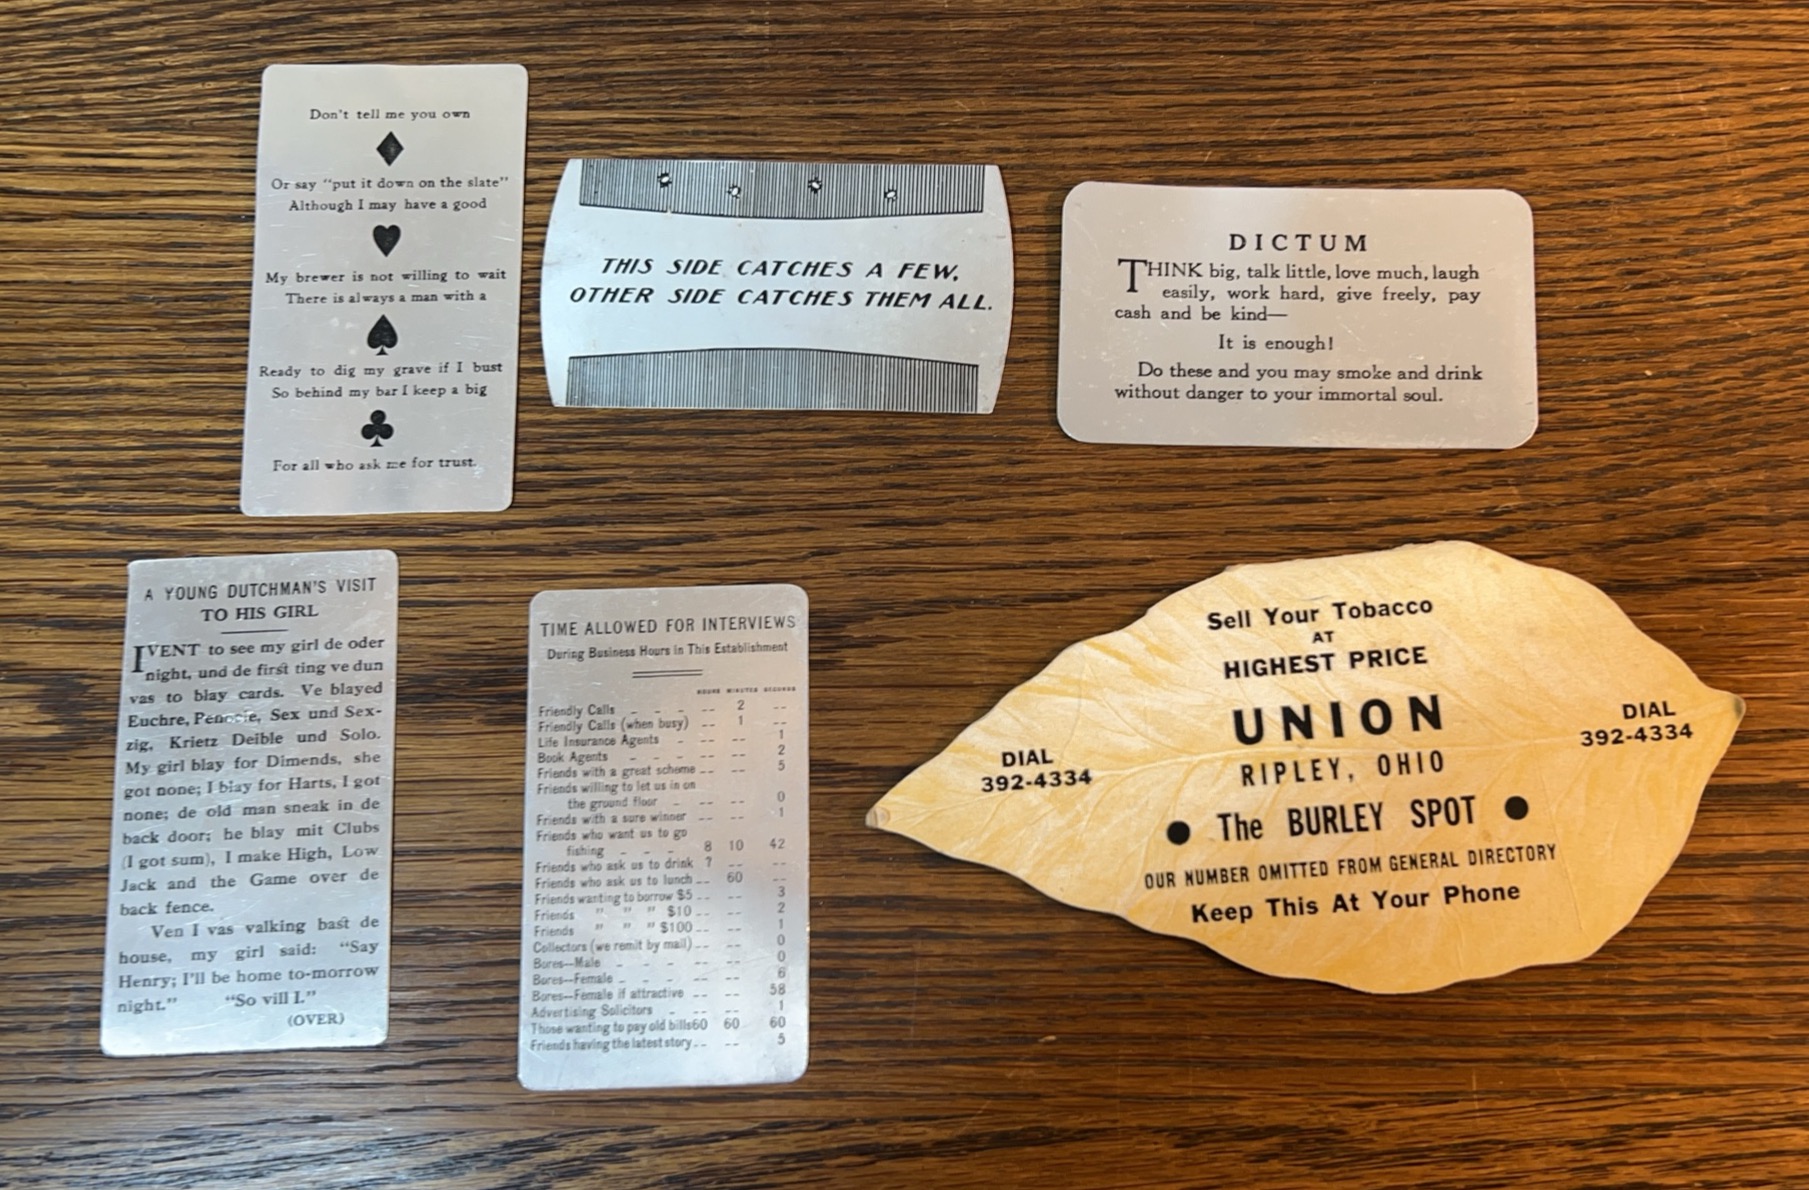 Don't tell me you own
Or say "put it down on the slate"
Although I may have a good
My brewer is not willing to wait
There is always a man with a
Ready to dig my grave if I bust
So behind my bar I keep a big
For all who ask me for trust.
THIS SIDE CATCHES A FEW,
OTHER SIDE CATCHES THEM ALL.
DICTUM
THINK big, talk little, love much, laugh
easily, work hard, give freely, pay
cash and be kind—
It is enough!
Do these and you may smoke and drink
without danger to your immortal soul.
A YOUNG DUTCHMAN'S VISIT
TO HIS GIRL
I VENT to see my girl de oder
night, und de first ting ve dun
vas to blay cards. Ve blayed
Euchre, Penocle, Sex und Sex-
zig, Krietz Deible und Solo.
My girl blay for Dimends, she
got none; I blay for Harts, I got
none; de old man sneak in de
back door; he blay mit Clubs
(I got sum), I make High, Low
Jack and the Game over de
back fence.
Ven I vas valking bast de
house, my girl said: "Say
Henry; I'll be home to-morrow
night." "So vill I."
(OVER)
TIME ALLOWED FOR INTERVIEWS
During Business Hours in This Establishment
HOURS MINUTES SECONDS
Friendly Calls - - - -- 2 --
Friendly Calls (when busy) -- 1 --
Life Insurance Agents - -- -- 1
Book Agents - - - -- -- 2
Friends with a great scheme -- -- 5
Friends willing to let us in on
the ground floor - -- -- 0
Friends with a sure winner -- -- 1
Friends who want us to go
fishing - - - 8 10 42
Friends who ask us to drink ? -- --
Friends who ask us to lunch -- 60 --
Friends wanting to borrow $5 -- -- 3
Friends " " " $10 -- -- 2
Friends " " " $100 -- -- 1
Collectors (we remit by mail) -- -- 0
Bores—Male - - - -- -- 0
Bores—Female - - - -- -- 6
Bores—Female if attractive -- -- 58
Advertising Solicitors - -- -- 1
Those wanting to pay old bills 60 60 60
Friends having the latest story -- -- 5
Sell Your Tobacco
AT
HIGHEST PRICE
UNION
RIPLEY, OHIO
• The BURLEY SPOT •
OUR NUMBER OMITTED FROM GENERAL DIRECTORY
Keep This At Your Phone
DIAL
392-4334
DIAL
392-4334